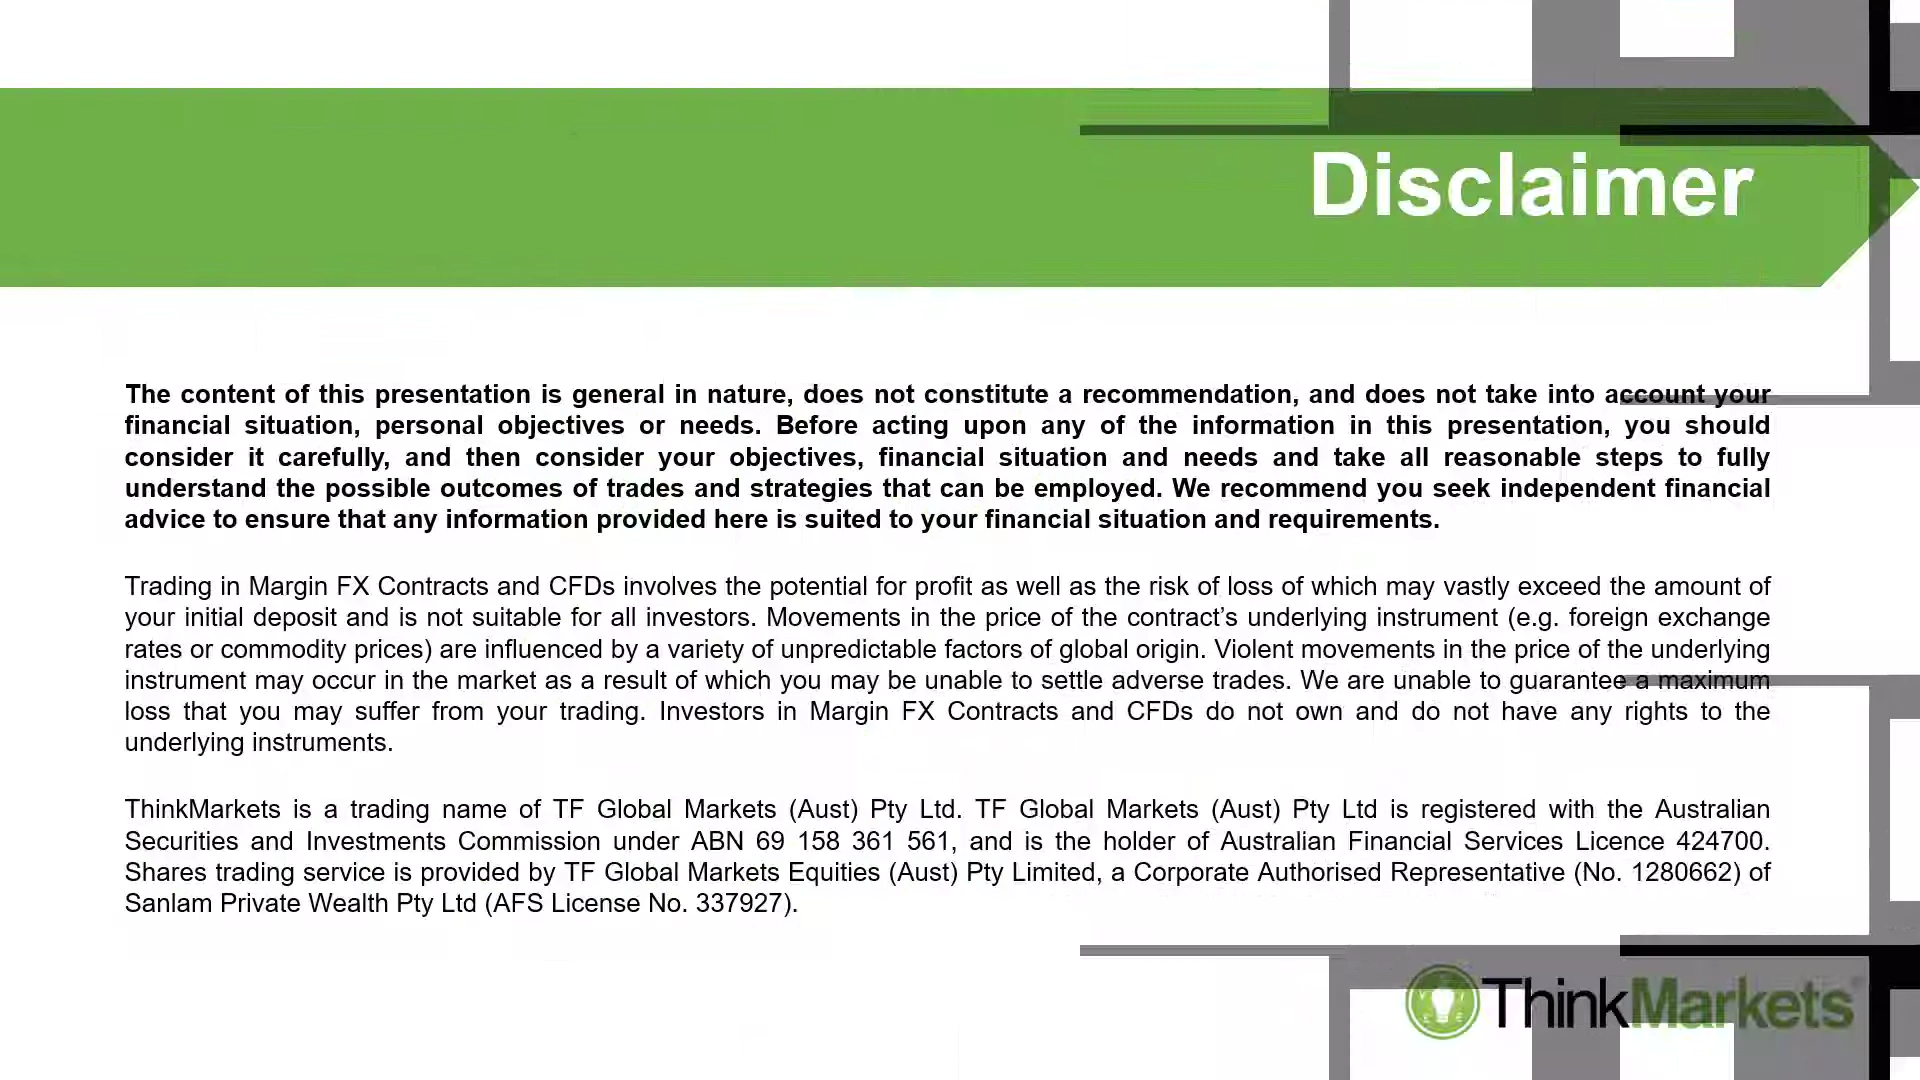 Disclaimer
The content of this presentation is general in nature, does not constitute a recommendation, and does not take into account your
financial situation, personal objectives or needs. Before acting upon any of the information in this presentation, you should
consider it carefully, and then consider your objectives, financial situation and needs and take all reasonable steps to fully
understand the possible outcomes of trades and strategies that can be employed. We recommend you seek independent financial
advice to ensure that any information provided here is suited to your financial situation and requirements.
Trading in Margin FX Contracts and CFDs involves the potential for profit as well as the risk of loss of which may vastly exceed the amount of
your initial deposit and is not suitable for all investors. Movements in the price of the contract’s underlying instrument (e.g. foreign exchange
rates or commodity prices) are influenced by a variety of unpredictable factors of global origin. Violent movements in the price of the underlying
instrument may occur in the market as a result of which you may be unable to settle adverse trades. We are unable to guarantee a maximum
loss that you may suffer from your trading. Investors in Margin FX Contracts and CFDs do not own and do not have any rights to the
underlying instruments.
ThinkMarkets is a trading name of TF Global Markets (Aust) Pty Ltd. TF Global Markets (Aust) Pty Ltd is registered with the Australian
Securities and Investments Commission under ABN 69 158 361 561, and is the holder of Australian Financial Services Licence 424700.
Shares trading service is provided by TF Global Markets Equities (Aust) Pty Limited, a Corporate Authorised Representative (No. 1280662) of
Sanlam Private Wealth Pty Ltd (AFS License No. 337927).
ThinkMarkets